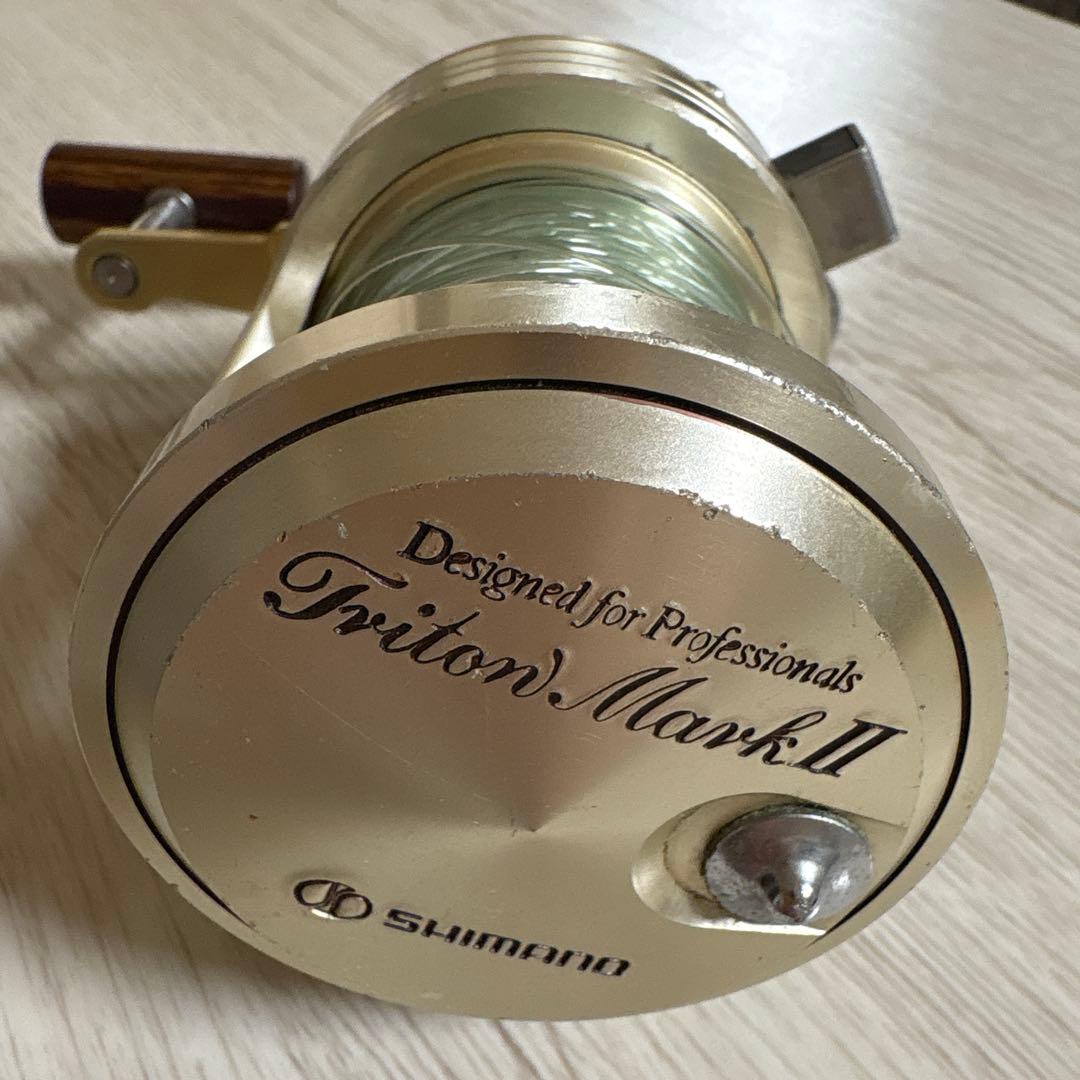 Designed for Professionals
Triton Mark II
SHIMANO